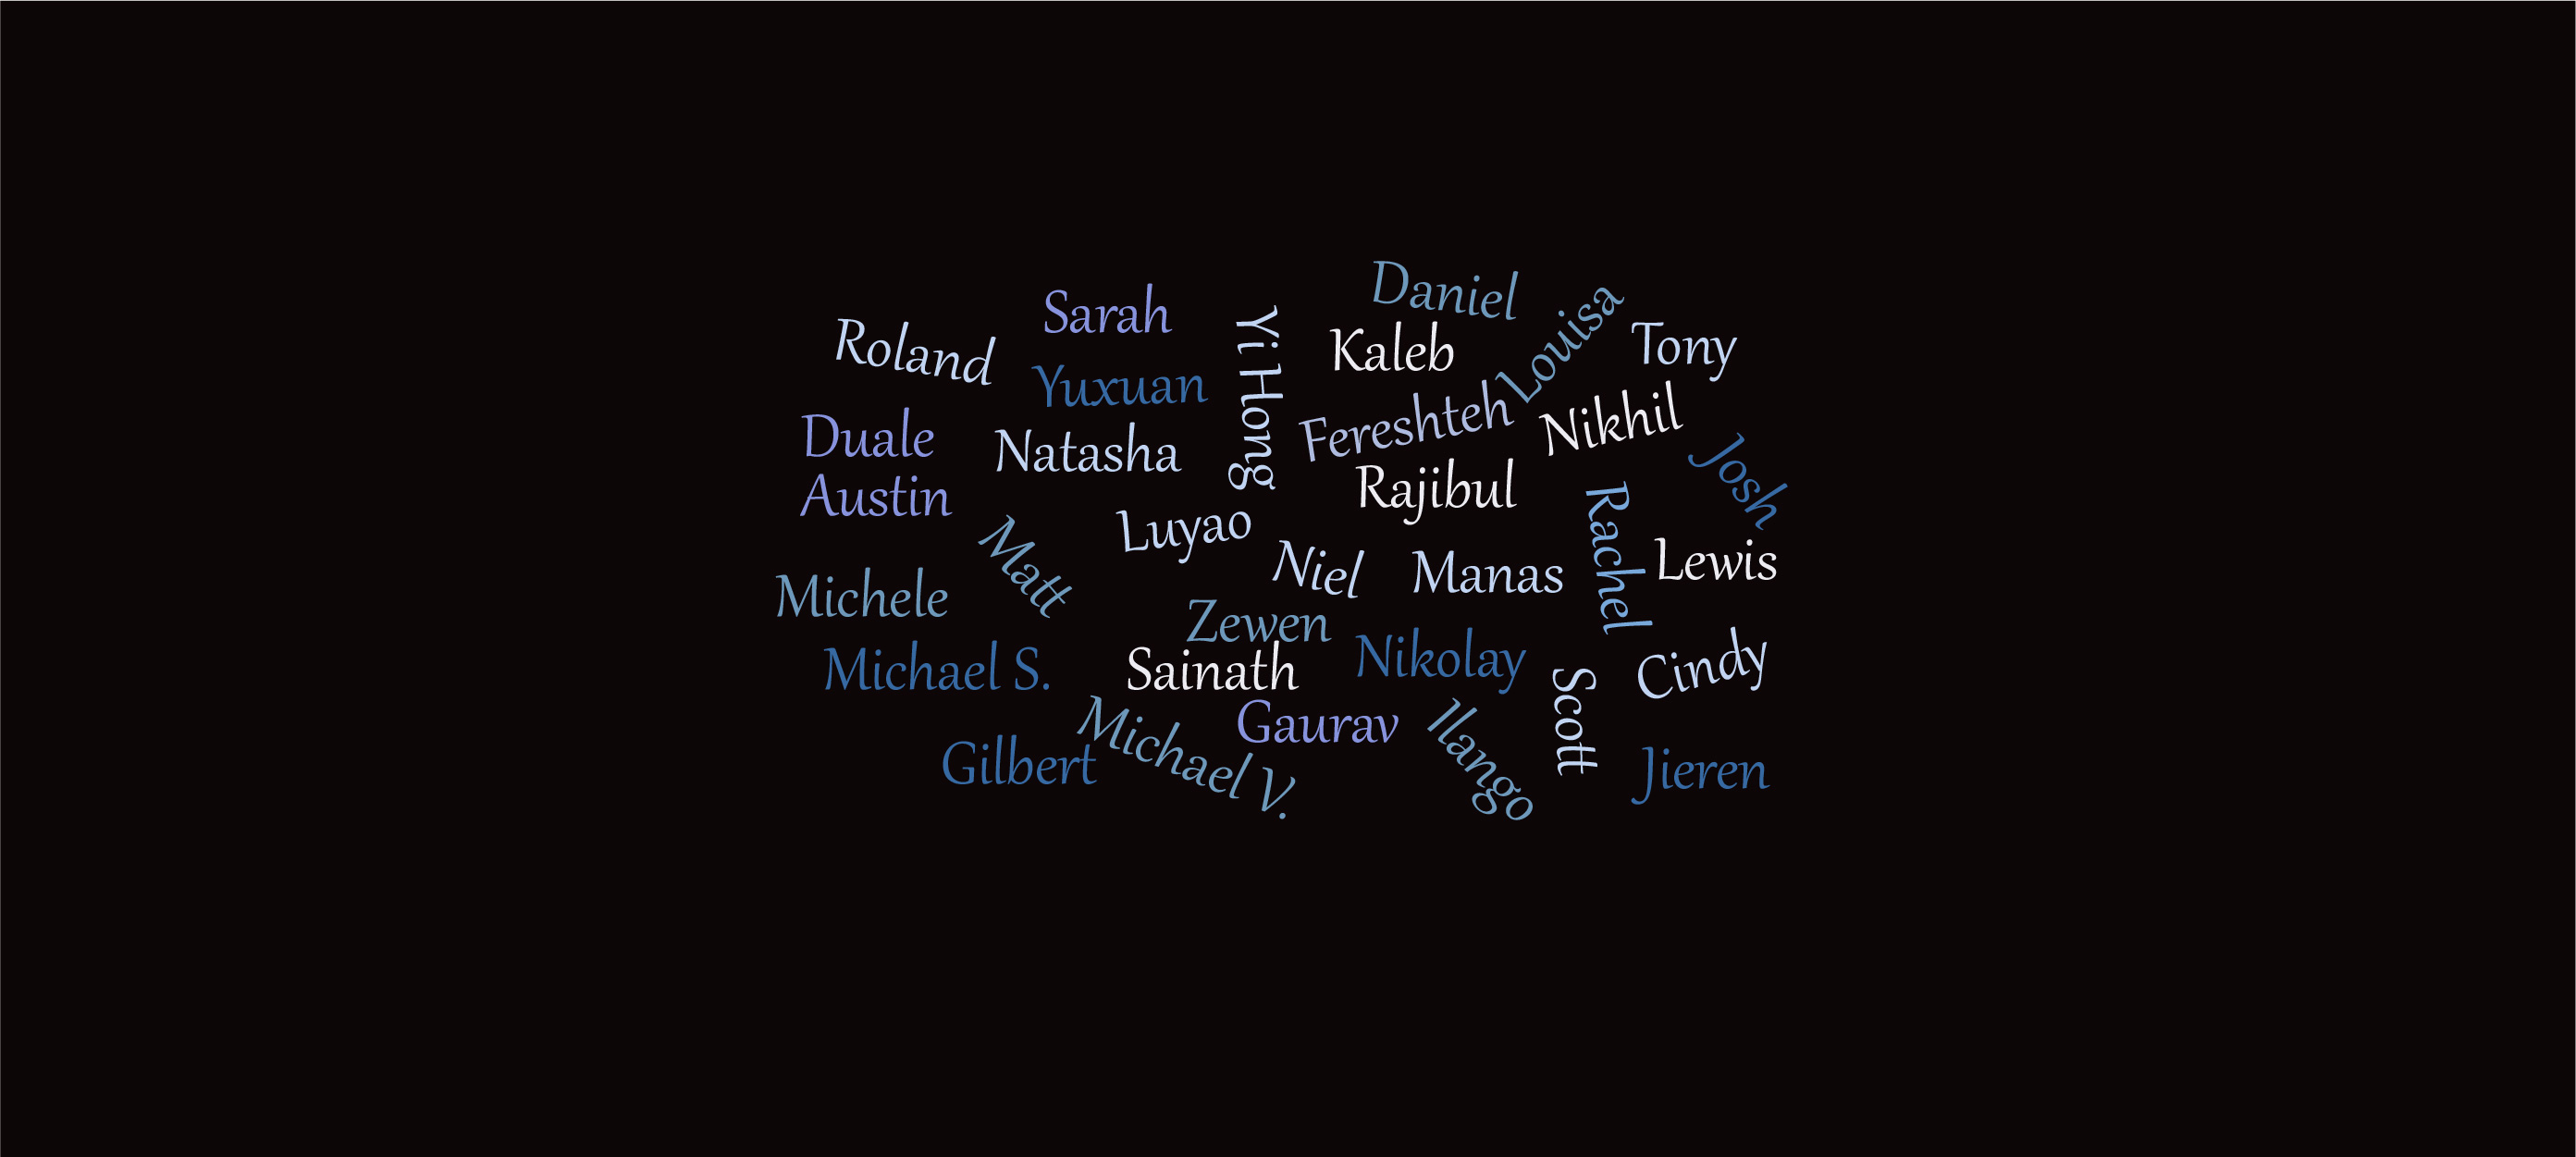 Daniel
Sarah
Louisa
Roland
Yi Hong
Kaleb
Tony
Yuxuan
Fereshteh
Nikhil
Duale
Natasha
Josh
Austin
Rajibul
Luyao
Rachel
Matt
Niel
Manas
Lewis
Michele
Zewen
Michael S.
Sainath
Nikolay
Cindy
Scott
Gaurav
Michael V.
Ilango
Gilbert
Jieren